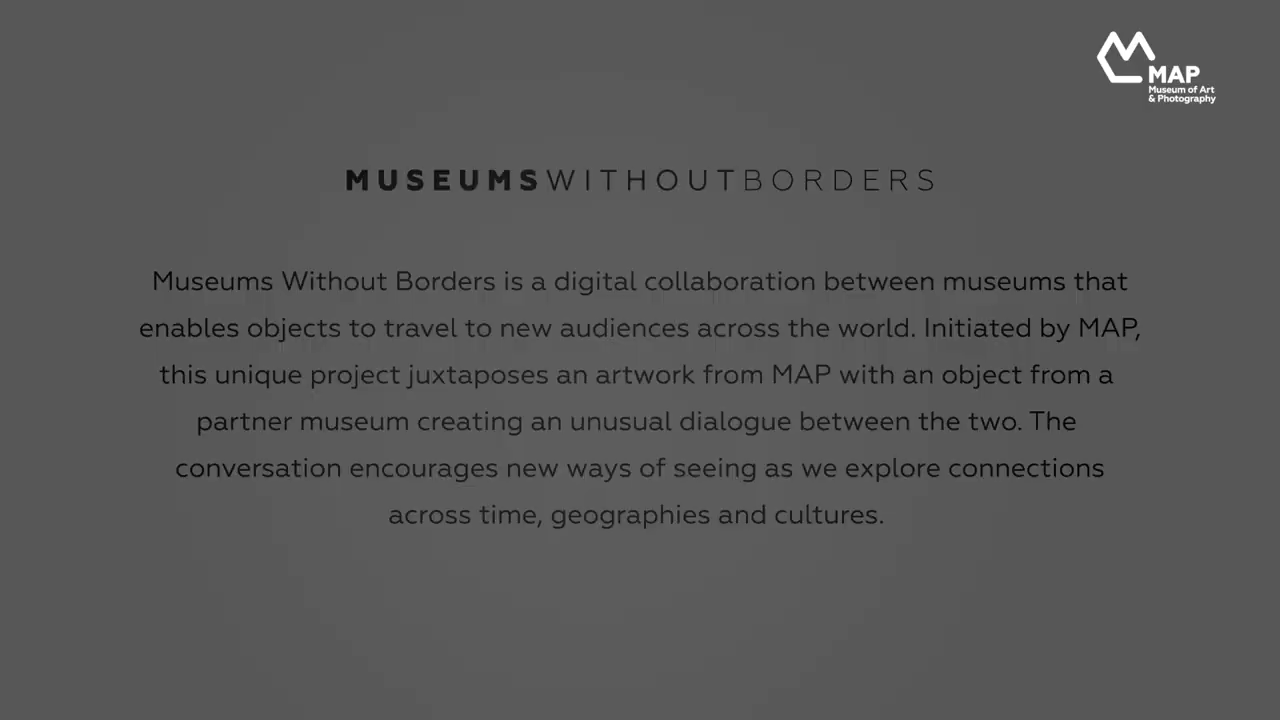 MAP
Museum of Art
& Photography
MUSEUMSWITHOUTBORDERS
Museums Without Borders is a digital collaboration between museums that
enables objects to travel to new audiences across the world. Initiated by MAP,
this unique project juxtaposes an artwork from MAP with an object from a
partner museum creating an unusual dialogue between the two. The
conversation encourages new ways of seeing as we explore connections
across time, geographies and cultures.